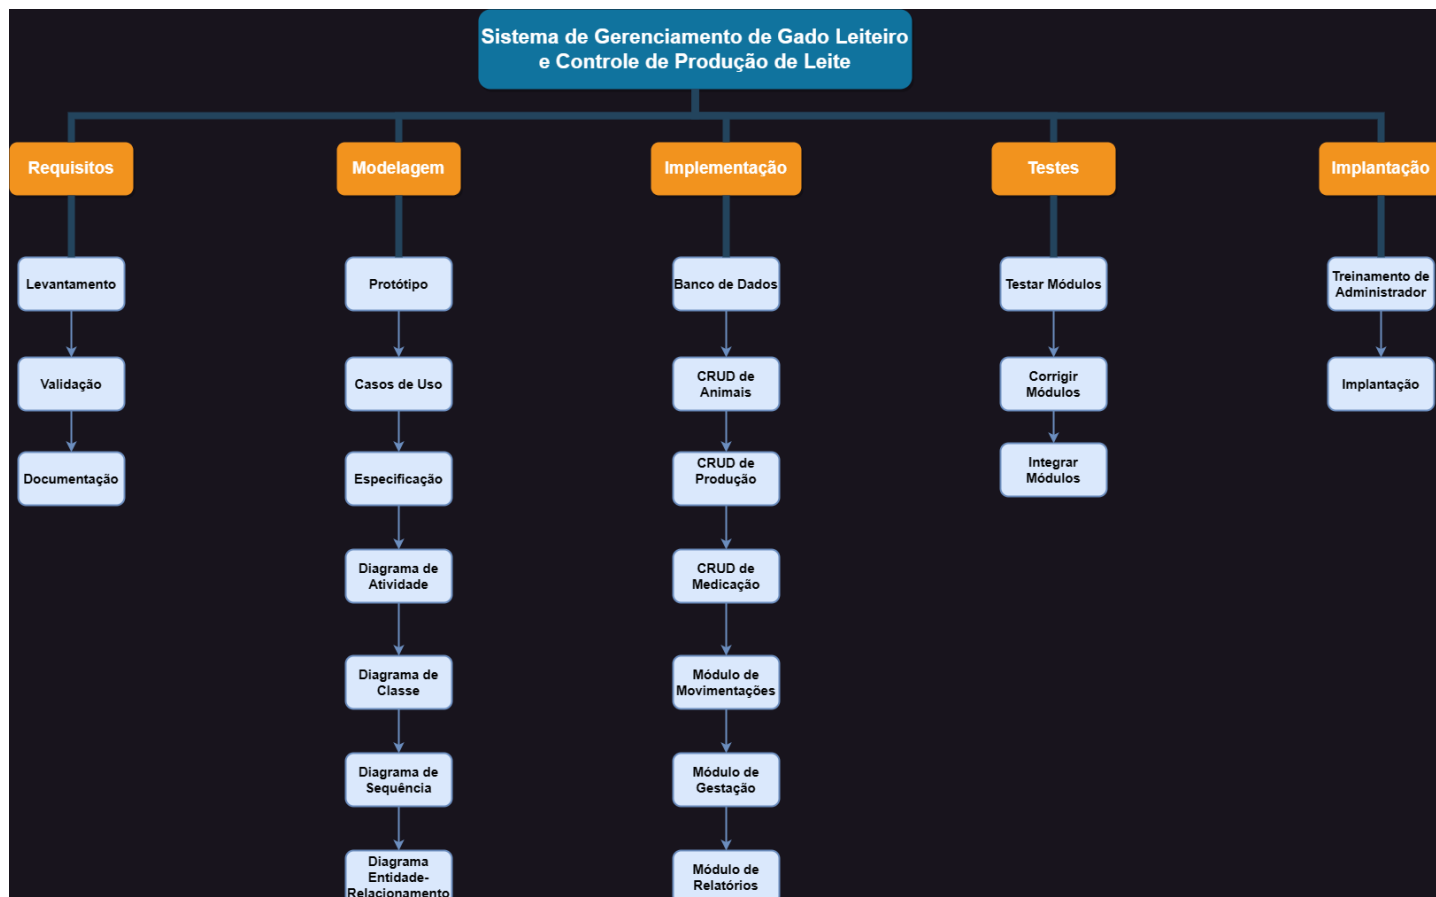 Sistema de Gerenciamento de Gado Leiteiro
e Controle de Produção de Leite
Requisitos
Modelagem
Implementação
Testes
Implantação
Levantamento
Protótipo
Banco de Dados
Testar Módulos
Treinamento de
Administrador
Validação
Casos de Uso
CRUD de
Animais
Corrigir
Módulos
Implantação
Documentação
Especificação
CRUD de
Produção
Integrar
Módulos
Diagrama de
Atividade
CRUD de
Medicação
Diagrama de
Classe
Módulo de
Movimentações
Diagrama de
Sequência
Módulo de
Gestação
Diagrama
Entidade-
Relacionamento
Módulo de
Relatórios